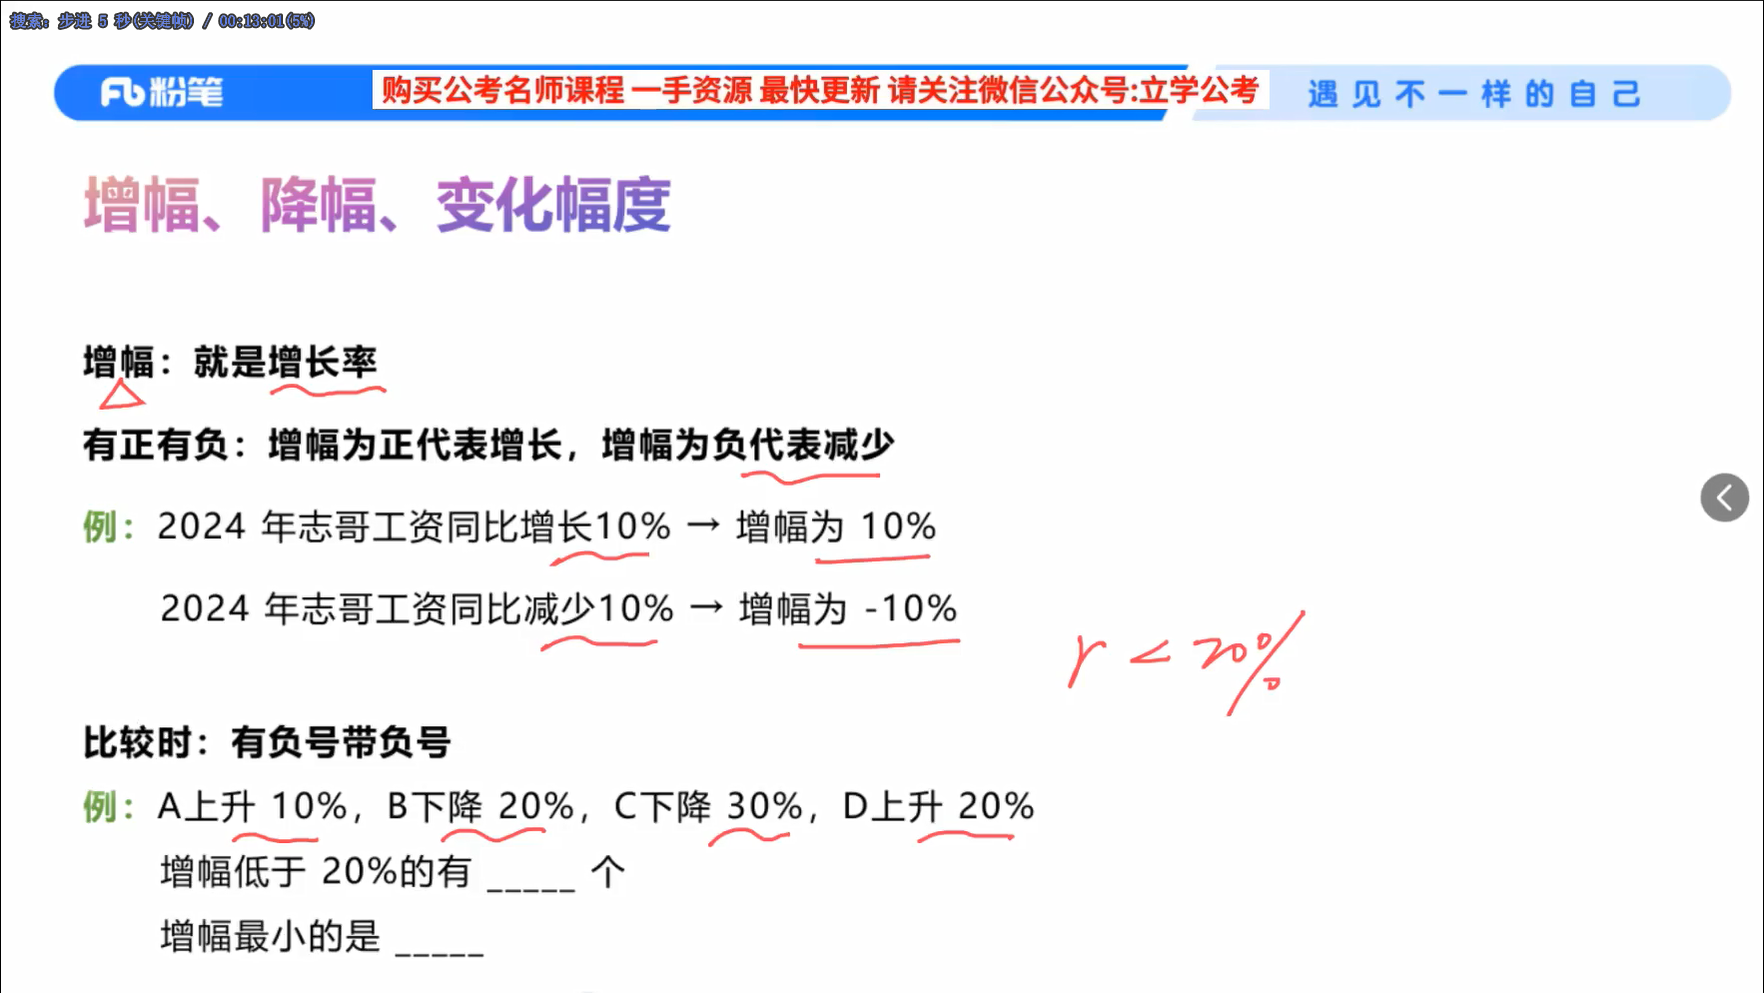 搜索: 步进 5 秒(关键帧) / 00:13:01(5%)
粉笔
购买公考名师课程 一手资源 最快更新 请关注微信公众号:立学公考
遇见不一样的自己
增幅、降幅、变化幅度
增幅：就是增长率
有正有负：增幅为正代表增长，增幅为负代表减少
例：2024 年志哥工资同比增长10% → 增幅为 10%
2024 年志哥工资同比减少10% → 增幅为 -10%
r < 20%
比较时：有负号带负号
例：A上升 10%，B下降 20%，C下降 30%，D上升 20%
增幅低于 20%的有 _____ 个
增幅最小的是 _____